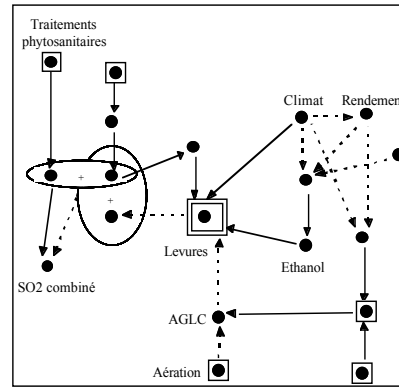 Traitements
phytosanitaires
Climat
Rendemen
+
+
Levures
Ethanol
SO2 combiné
AGLC
Aération